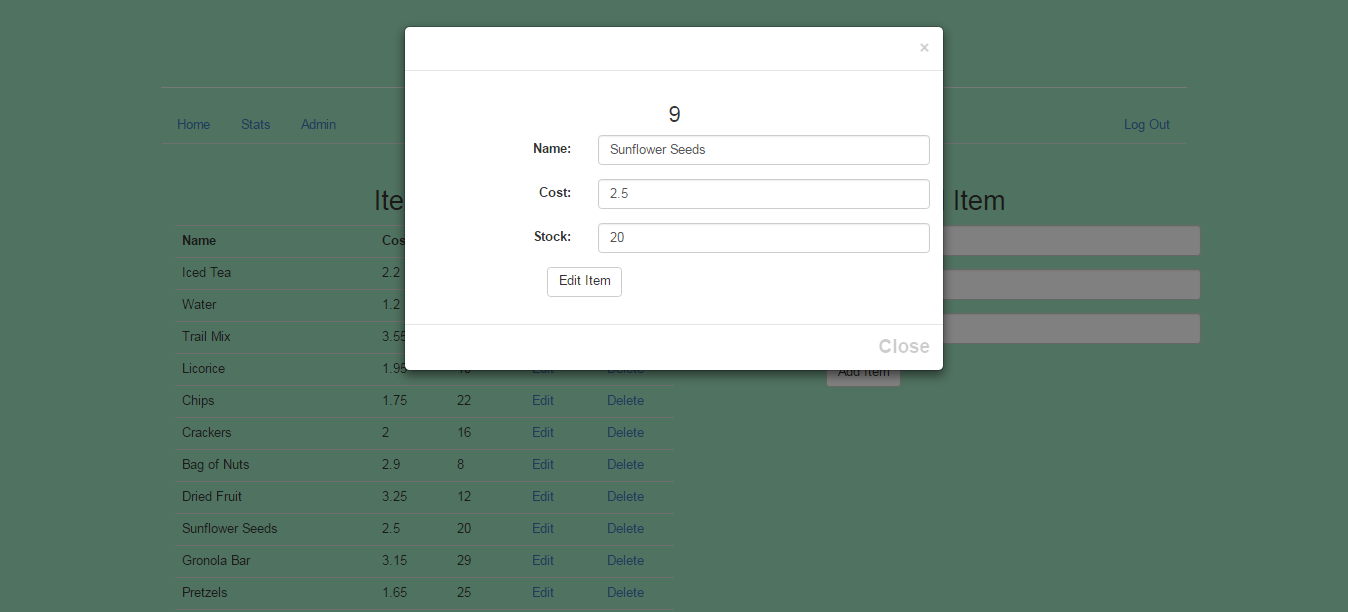 ×
Home Stats Admin Log Out
9
Name: Sunflower Seeds
Cost: 2.5
Stock: 20
Edit Item
Close
Ite
Item
Name Cos
Iced Tea 2.2
Water 1.2
Trail Mix 3.55
Licorice 1.95 Edit Delete
Chips 1.75 22 Edit Delete
Crackers 2 16 Edit Delete
Bag of Nuts 2.9 8 Edit Delete
Dried Fruit 3.25 12 Edit Delete
Sunflower Seeds 2.5 20 Edit Delete
Gronola Bar 3.15 29 Edit Delete
Pretzels 1.65 25 Edit Delete
Add Item